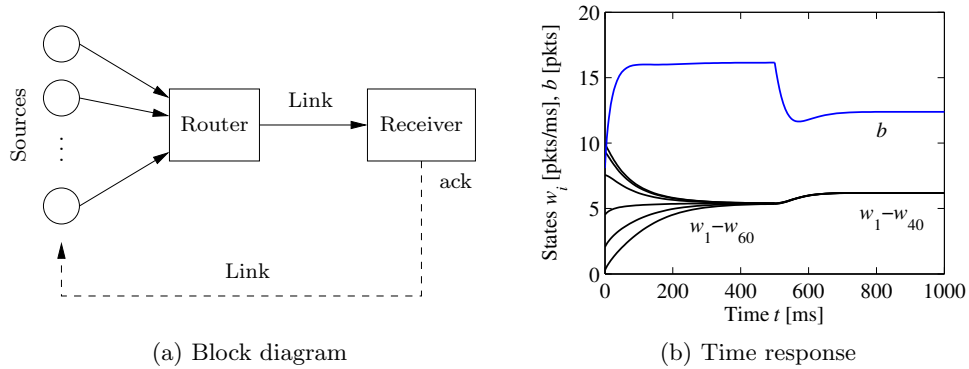 Sources
. . .
Router
Link
Receiver
ack
Link
(a) Block diagram
States w_i [pkts/ms], b [pkts]
20
15
10
5
0
b
w_1–w_60
w_1–w_40
0 200 400 600 800 1000
Time t [ms]
(b) Time response